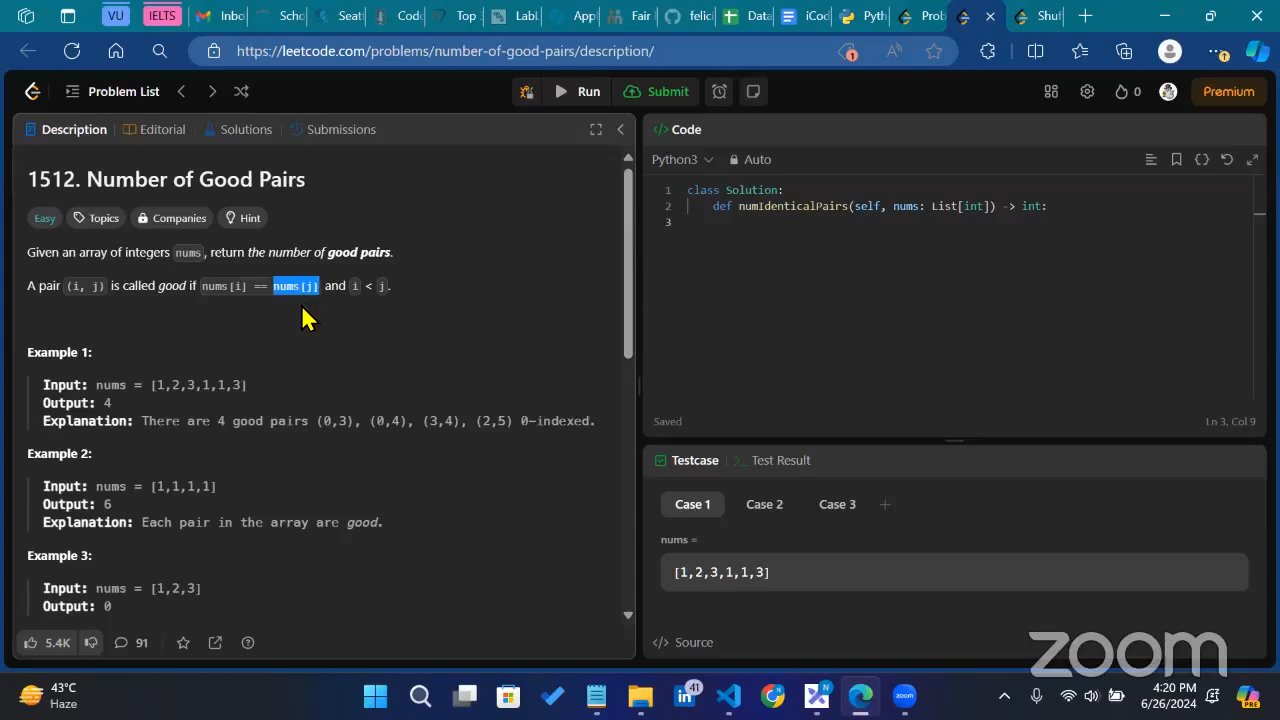 VU IELTS Inbo Scho Seat Code Top Labl Appl Fair felic Data iCod Pyth Prob Shuf
https://leetcode.com/problems/number-of-good-pairs/description/
1
Problem List Run Submit 0 Premium
Description Editorial Solutions Submissions
Code
Python3 Auto
1512. Number of Good Pairs
Easy Topics Companies Hint
Given an array of integers nums, return the number of good pairs.
A pair (i, j) is called good if nums[i] == nums[j] and i < j.
Example 1:
Input: nums = [1,2,3,1,1,3]
Output: 4
Explanation: There are 4 good pairs (0,3), (0,4), (3,4), (2,5) 0-indexed.
Example 2:
Input: nums = [1,1,1,1]
Output: 6
Explanation: Each pair in the array are good.
Example 3:
Input: nums = [1,2,3]
Output: 0
5.4K 91
1 class Solution:
2 def numIdenticalPairs(self, nums: List[int]) -> int:
3
Saved Ln 3, Col 9
Testcase Test Result
Case 1 Case 2 Case 3
nums =
[1,2,3,1,1,3]
Source
zoom
43°C
Haze
41
N
zoom
4:20 PM
6/26/2024
PRE